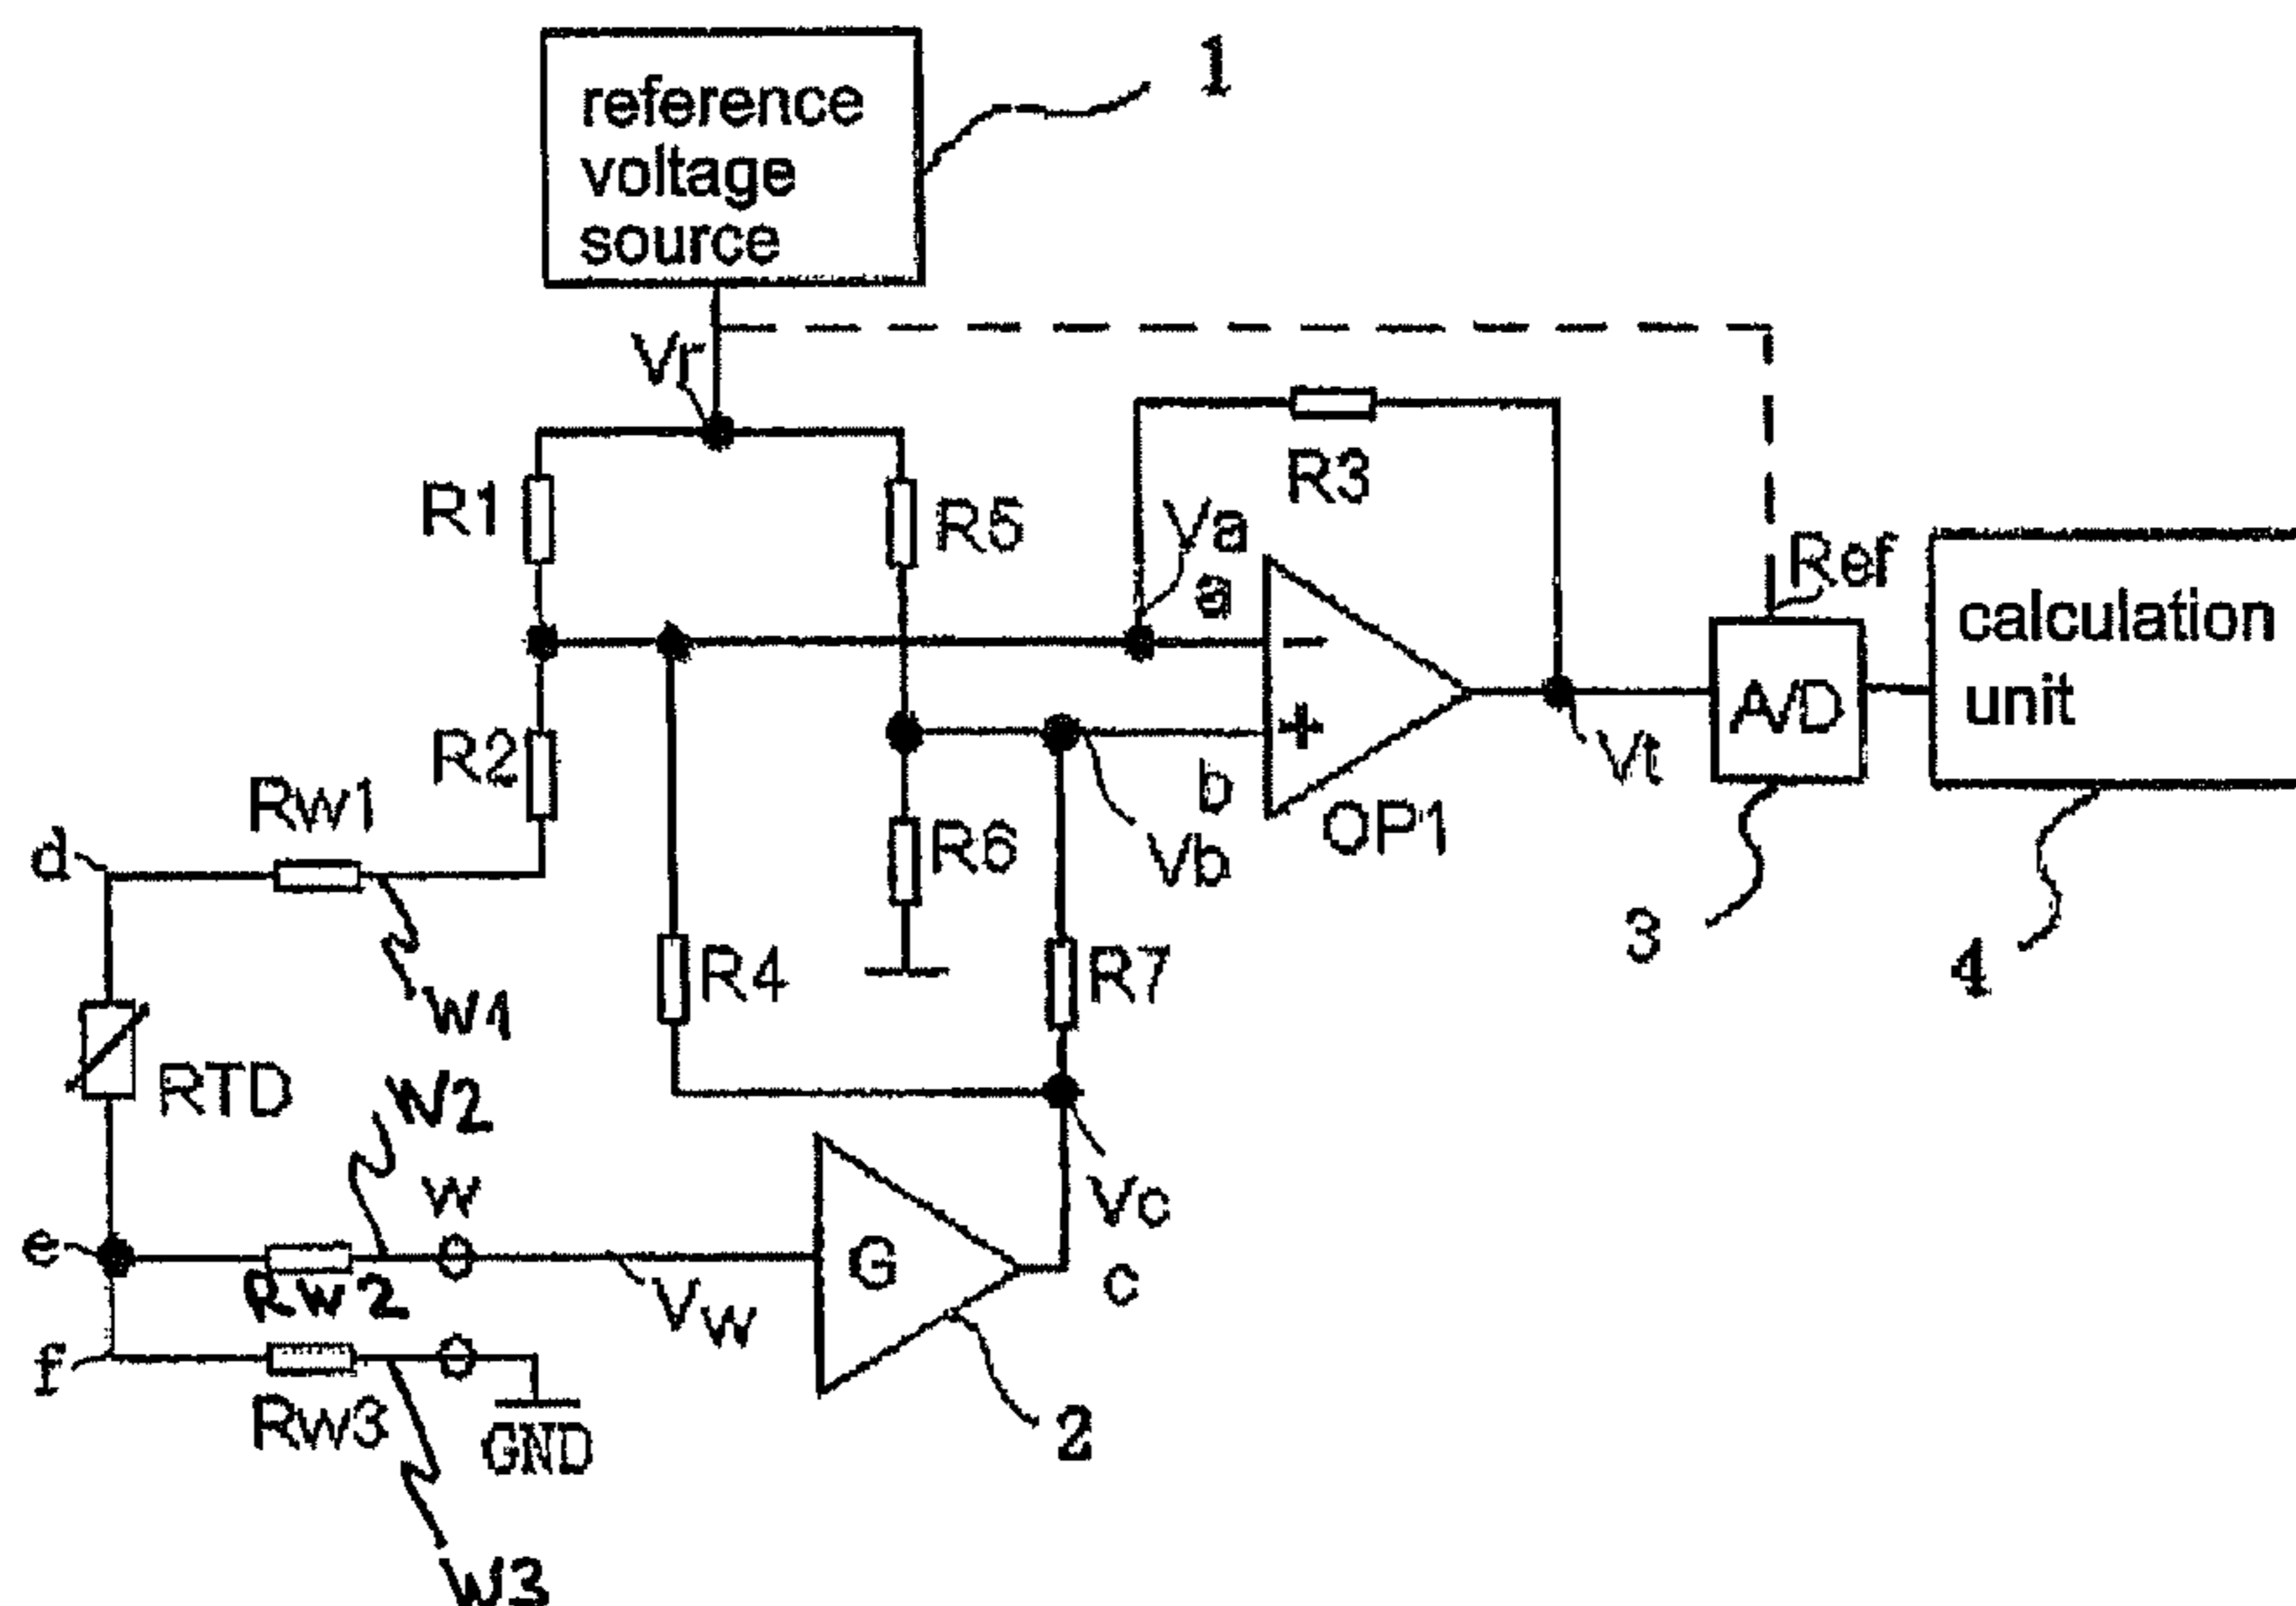 reference
voltage
source
1
Vr
R1
R5
R3
Va
a
Ref
calculation
unit
A/D
R2
Rw1
b
Vb
OP1
Vt
d
R6
3
4
R4
R7
W1
RTD
W2
w
Vc
c
e
Rw2
Vw
G
f
Rw3
GND
2
W3
−
+